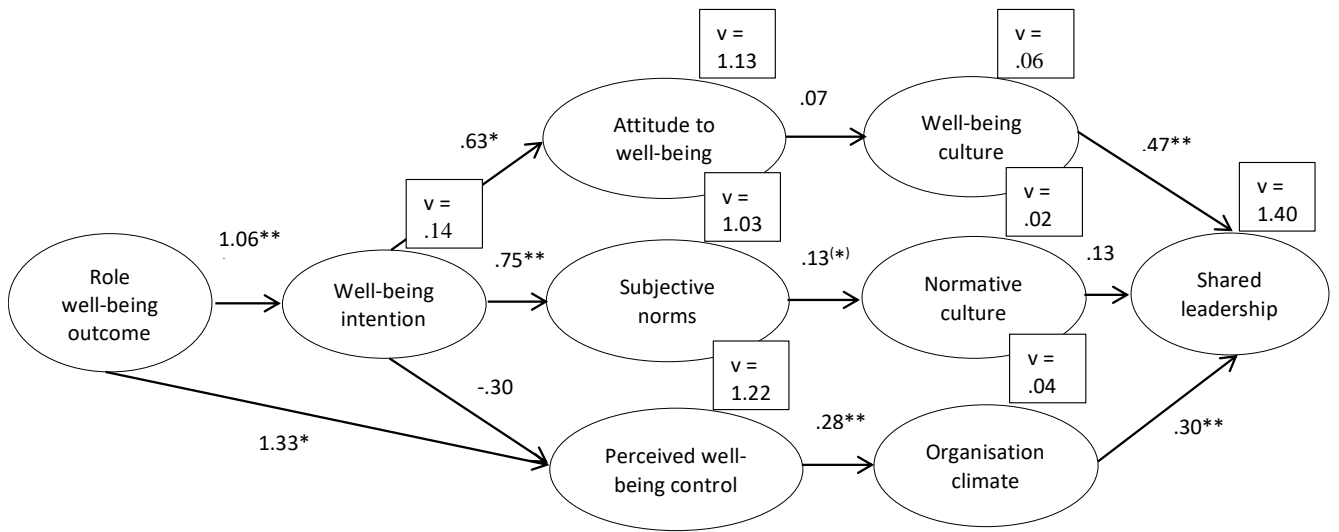 v =
1.13
v =
.06
.07
Attitude to
well-being
Well-being
culture
.63*
.47**
v =
.14
v =
1.03
v =
.02
v =
1.40
1.06**
.75**
.13(*)
.13
Role
well-being
outcome
Well-being
intention
Subjective
norms
Normative
culture
Shared
leadership
v =
1.22
v =
.04
-.30
1.33*
.28**
.30**
Perceived well-
being control
Organisation
climate